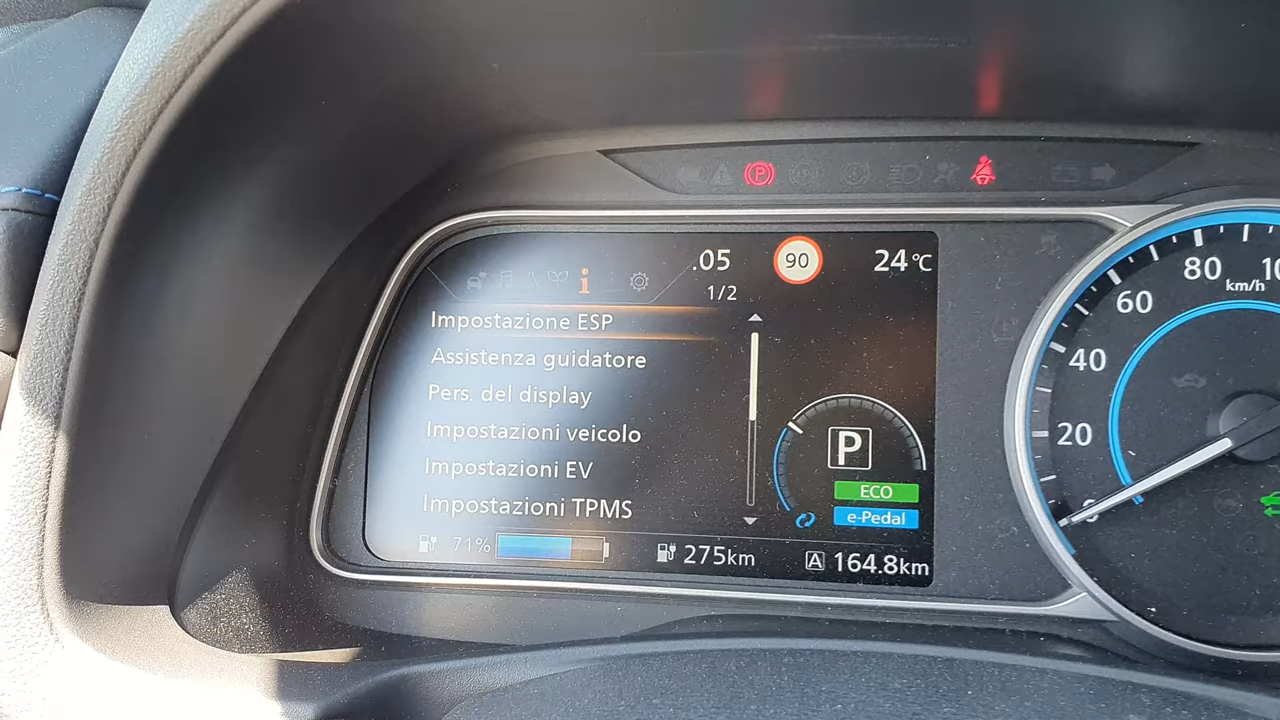 .05
90
24°C
1/2
Impostazione ESP
Assistenza guidatore
Pers. del display
Impostazioni veicolo
Impostazioni EV
Impostazioni TPMS
P
ECO
e-Pedal
71%
275km
A 164.8km
P
80
km/h
60
40
20
0